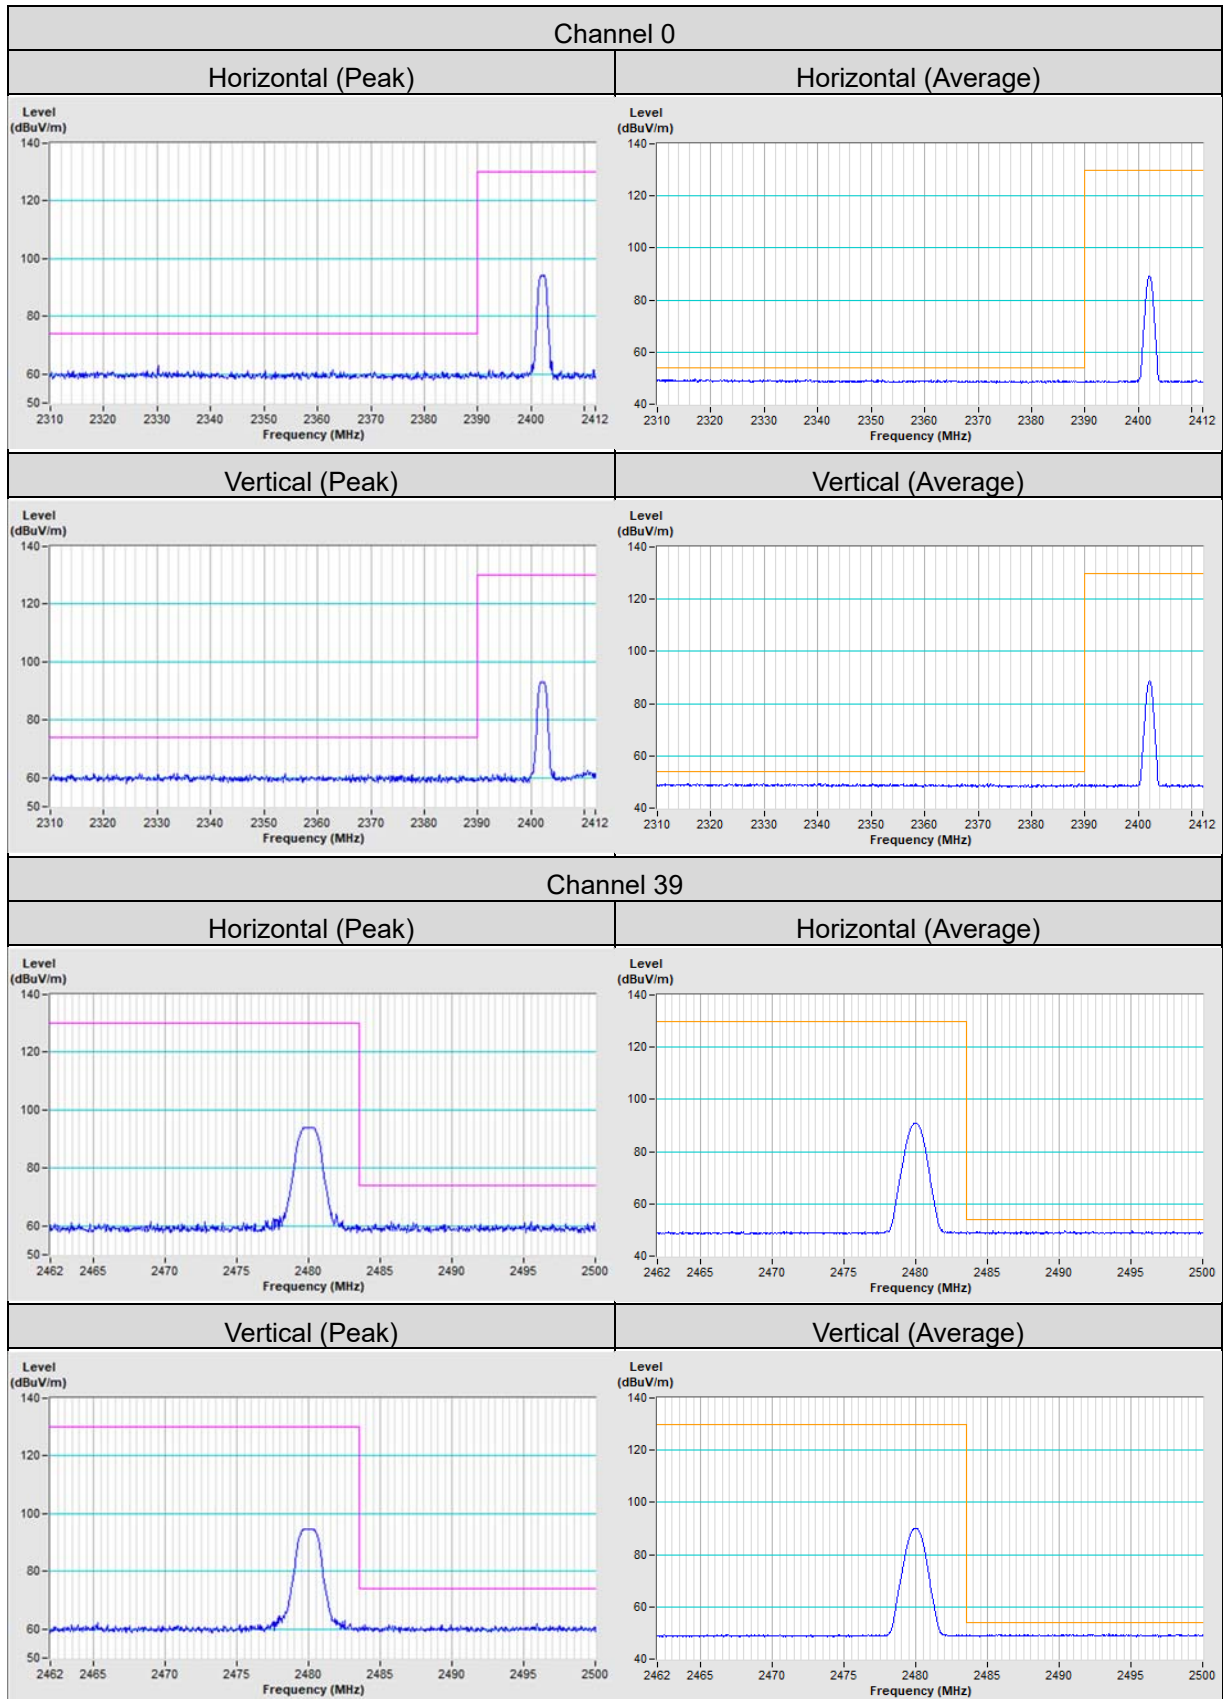 Channel 0
Horizontal (Peak) Horizontal (Average)
Level
(dBuV/m)
140
120
100
80
60
50
2310 2320 2330 2340 2350 2360 2370 2380 2390 2400 2412
Frequency (MHz)
Level
(dBuV/m)
140
120
100
80
60
40
2310 2320 2330 2340 2350 2360 2370 2380 2390 2400 2412
Frequency (MHz)
Vertical (Peak) Vertical (Average)
Level
(dBuV/m)
140
120
100
80
60
50
2310 2320 2330 2340 2350 2360 2370 2380 2390 2400 2412
Frequency (MHz)
Level
(dBuV/m)
140
120
100
80
60
40
2310 2320 2330 2340 2350 2360 2370 2380 2390 2400 2412
Frequency (MHz)
Channel 39
Horizontal (Peak) Horizontal (Average)
Level
(dBuV/m)
140
120
100
80
60
50
2462 2465 2470 2475 2480 2485 2490 2495 2500
Frequency (MHz)
Level
(dBuV/m)
140
120
100
80
60
40
2462 2465 2470 2475 2480 2485 2490 2495 2500
Frequency (MHz)
Vertical (Peak) Vertical (Average)
Level
(dBuV/m)
140
120
100
80
60
50
2462 2465 2470 2475 2480 2485 2490 2495 2500
Frequency (MHz)
Level
(dBuV/m)
140
120
100
80
60
40
2462 2465 2470 2475 2480 2485 2490 2495 2500
Frequency (MHz)